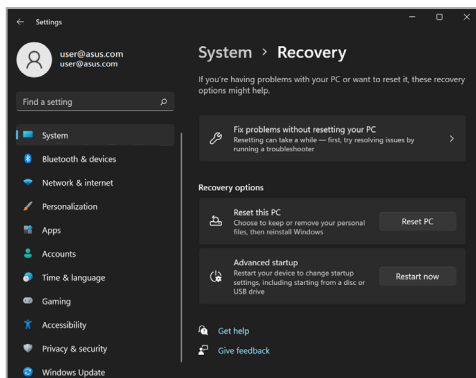 Settings
user@asus.com
user@asus.com
Find a setting
System
Bluetooth & devices
Network & internet
Personalization
Apps
Accounts
Time & language
Gaming
Accessibility
Privacy & security
Windows Update
System > Recovery
If you're having problems with your PC or want to reset it, these recovery
options might help.
Fix problems without resetting your PC
Resetting can take a while — first, try resolving issues by
running a troubleshooter
Recovery options
Reset this PC
Choose to keep or remove your personal
files, then reinstall Windows
Reset PC
Advanced startup
Restart your device to change startup
settings, including starting from a disc or
USB drive
Restart now
Get help
Give feedback